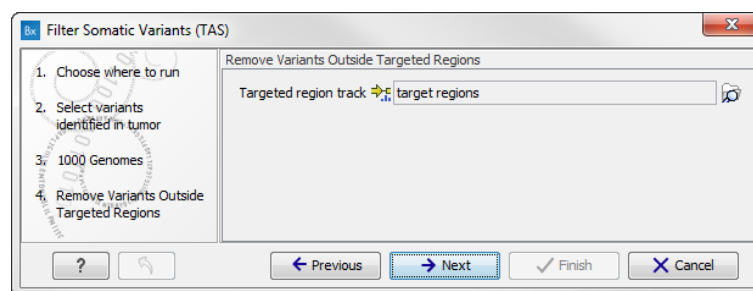 Bx Filter Somatic Variants (TAS)
X
1. Choose where to run
2. Select variants
identified in tumor
3. 1000 Genomes
4. Remove Variants Outside
Targeted Regions
Remove Variants Outside Targeted Regions
Targeted region track target regions
? Previous Next Finish Cancel